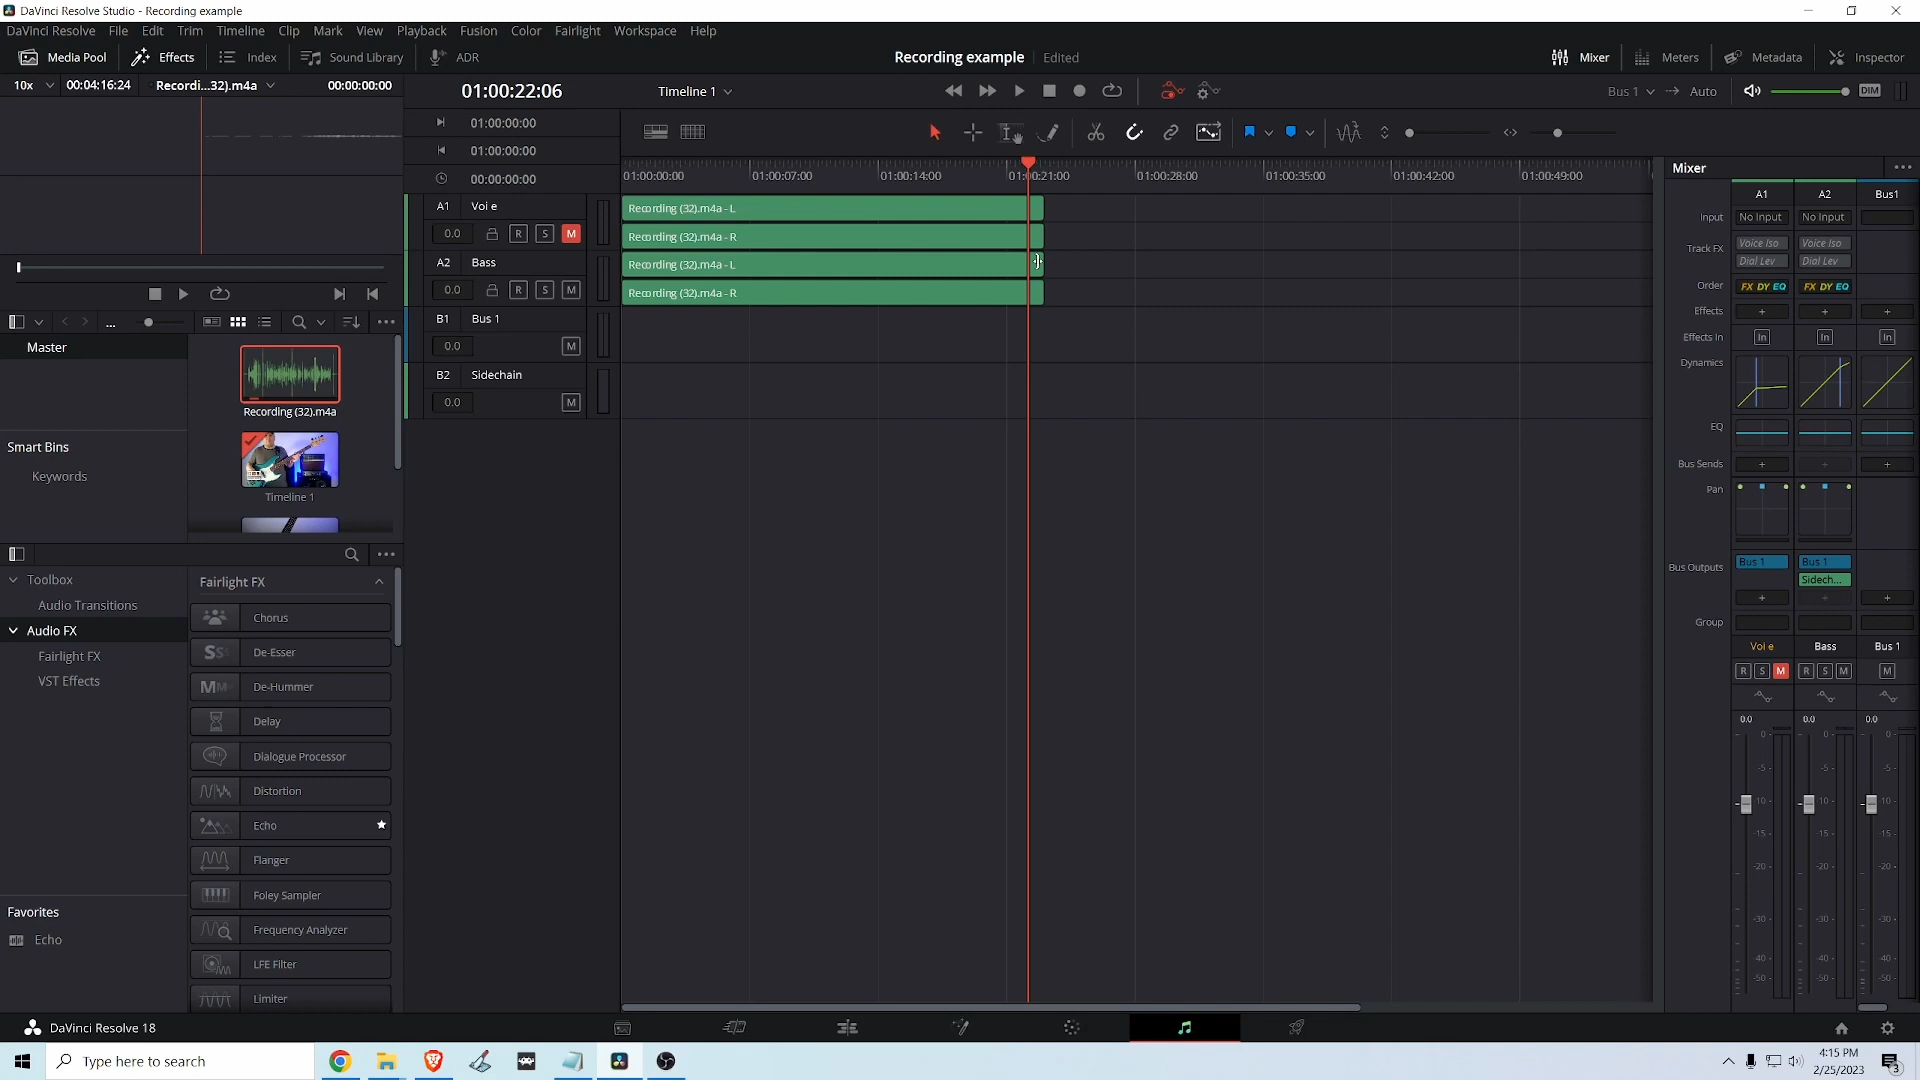 DaVinci Resolve Studio - Recording example
DaVinci Resolve File Edit Trim Timeline Clip Mark View Playback Fusion Color Fairlight Workspace Help
Media Pool Effects Index Sound Library ADR Recording example Edited Mixer Meters Metadata Inspector
10x 00:04:16:24 Recordi...32).m4a 00:00:00:00 01:00:22:06 Timeline 1 Bus 1 Auto DIM
01:00:00:00
01:00:00:00
00:00:00:00
01:00:00:00 01:00:07:00 01:00:14:00 01:00:21:00 01:00:28:00 01:00:35:00 01:00:42:00 01:00:49:00
A1 Voi e
0.0 R S M
A2 Bass
0.0 R S M
B1 Bus 1
0.0 M
B2 Sidechain
0.0 M
Recording (32).m4a - L
Recording (32).m4a - R
Recording (32).m4a - L
Recording (32).m4a - R
...
Master
Recording (32).m4a
Timeline 1
Smart Bins
Keywords
Toolbox
Audio Transitions
Audio FX
Fairlight FX
VST Effects
Favorites
Echo
Fairlight FX
Chorus
De-Esser
De-Hummer
Delay
Dialogue Processor
Distortion
Echo
Flanger
Foley Sampler
Frequency Analyzer
LFE Filter
Limiter
Mixer
A1 A2 Bus1
Input No Input No Input
Track FX Voice Iso Voice Iso
Dial Lev Dial Lev
Order FX DY EQ FX DY EQ
Effects + + +
Effects In In In In
Dynamics
EQ
Bus Sends + + +
Pan
Bus Outputs Bus 1 Bus 1
Sidech...
+ + +
Group
Voi e Bass Bus 1
R S M R S M M
0.0 0.0 0.0
0 0 0
-5 -5 -5
-10 -10 -10
-15 -15 -15
-20 -20 -20
-30 -30 -30
-40 -40 -40
-50 -50 -50
DaVinci Resolve 18
Type here to search
4:15 PM
2/25/2023
3